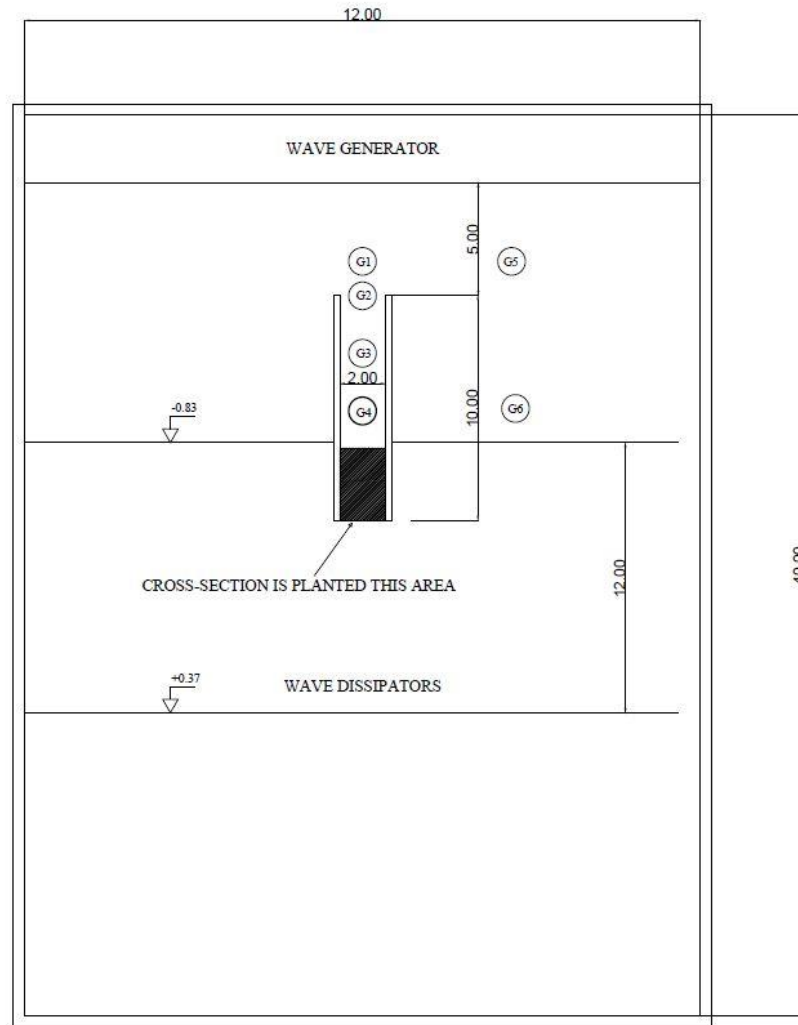 12.00
WAVE GENERATOR
5.00
G1
G5
G2
G3
2.00
10.00
G4
G6
-0.83
CROSS-SECTION IS PLANTED THIS AREA
12.00
+0.37
WAVE DISSIPATORS